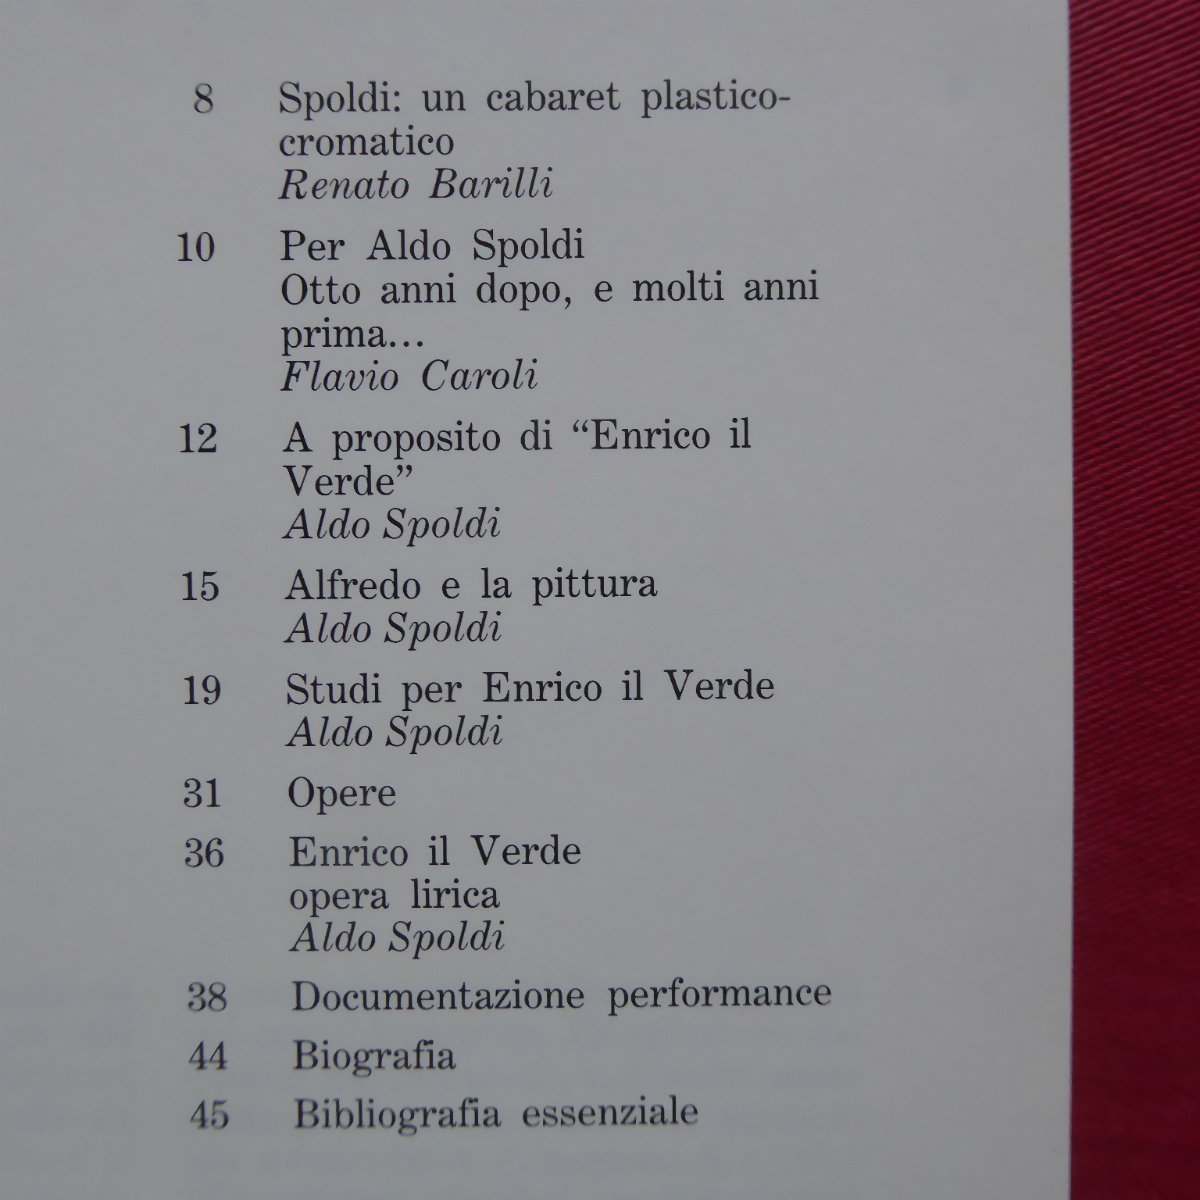 8 Spoldi: un cabaret plastico-
cromatico
Renato Barilli
10 Per Aldo Spoldi
Otto anni dopo, e molti anni
prima...
Flavio Caroli
12 A proposito di “Enrico il
Verde”
Aldo Spoldi
15 Alfredo e la pittura
Aldo Spoldi
19 Studi per Enrico il Verde
Aldo Spoldi
31 Opere
36 Enrico il Verde
opera lirica
Aldo Spoldi
38 Documentazione performance
44 Biografia
45 Bibliografia essenziale